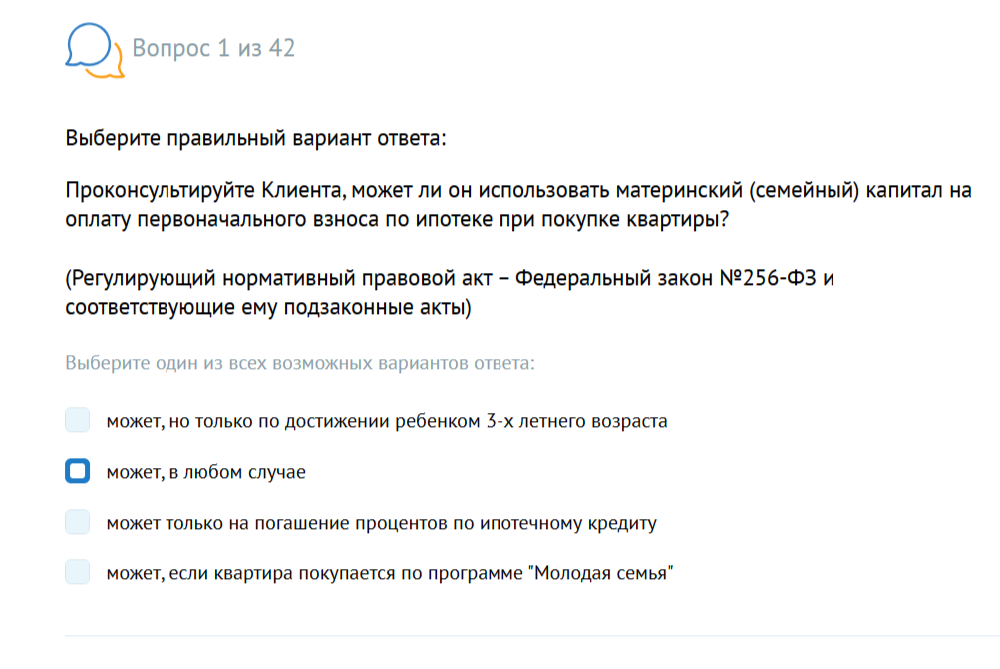 Вопрос 1 из 42
Выберите правильный вариант ответа:
Проконсультируйте Клиента, может ли он использовать материнский (семейный) капитал на
оплату первоначального взноса по ипотеке при покупке квартиры?
(Регулирующий нормативный правовой акт – Федеральный закон №256-ФЗ и
соответствующие ему подзаконные акты)
Выберите один из всех возможных вариантов ответа:
может, но только по достижении ребенком 3-х летнего возраста
может, в любом случае
может только на погашение процентов по ипотечному кредиту
может, если квартира покупается по программе "Молодая семья"